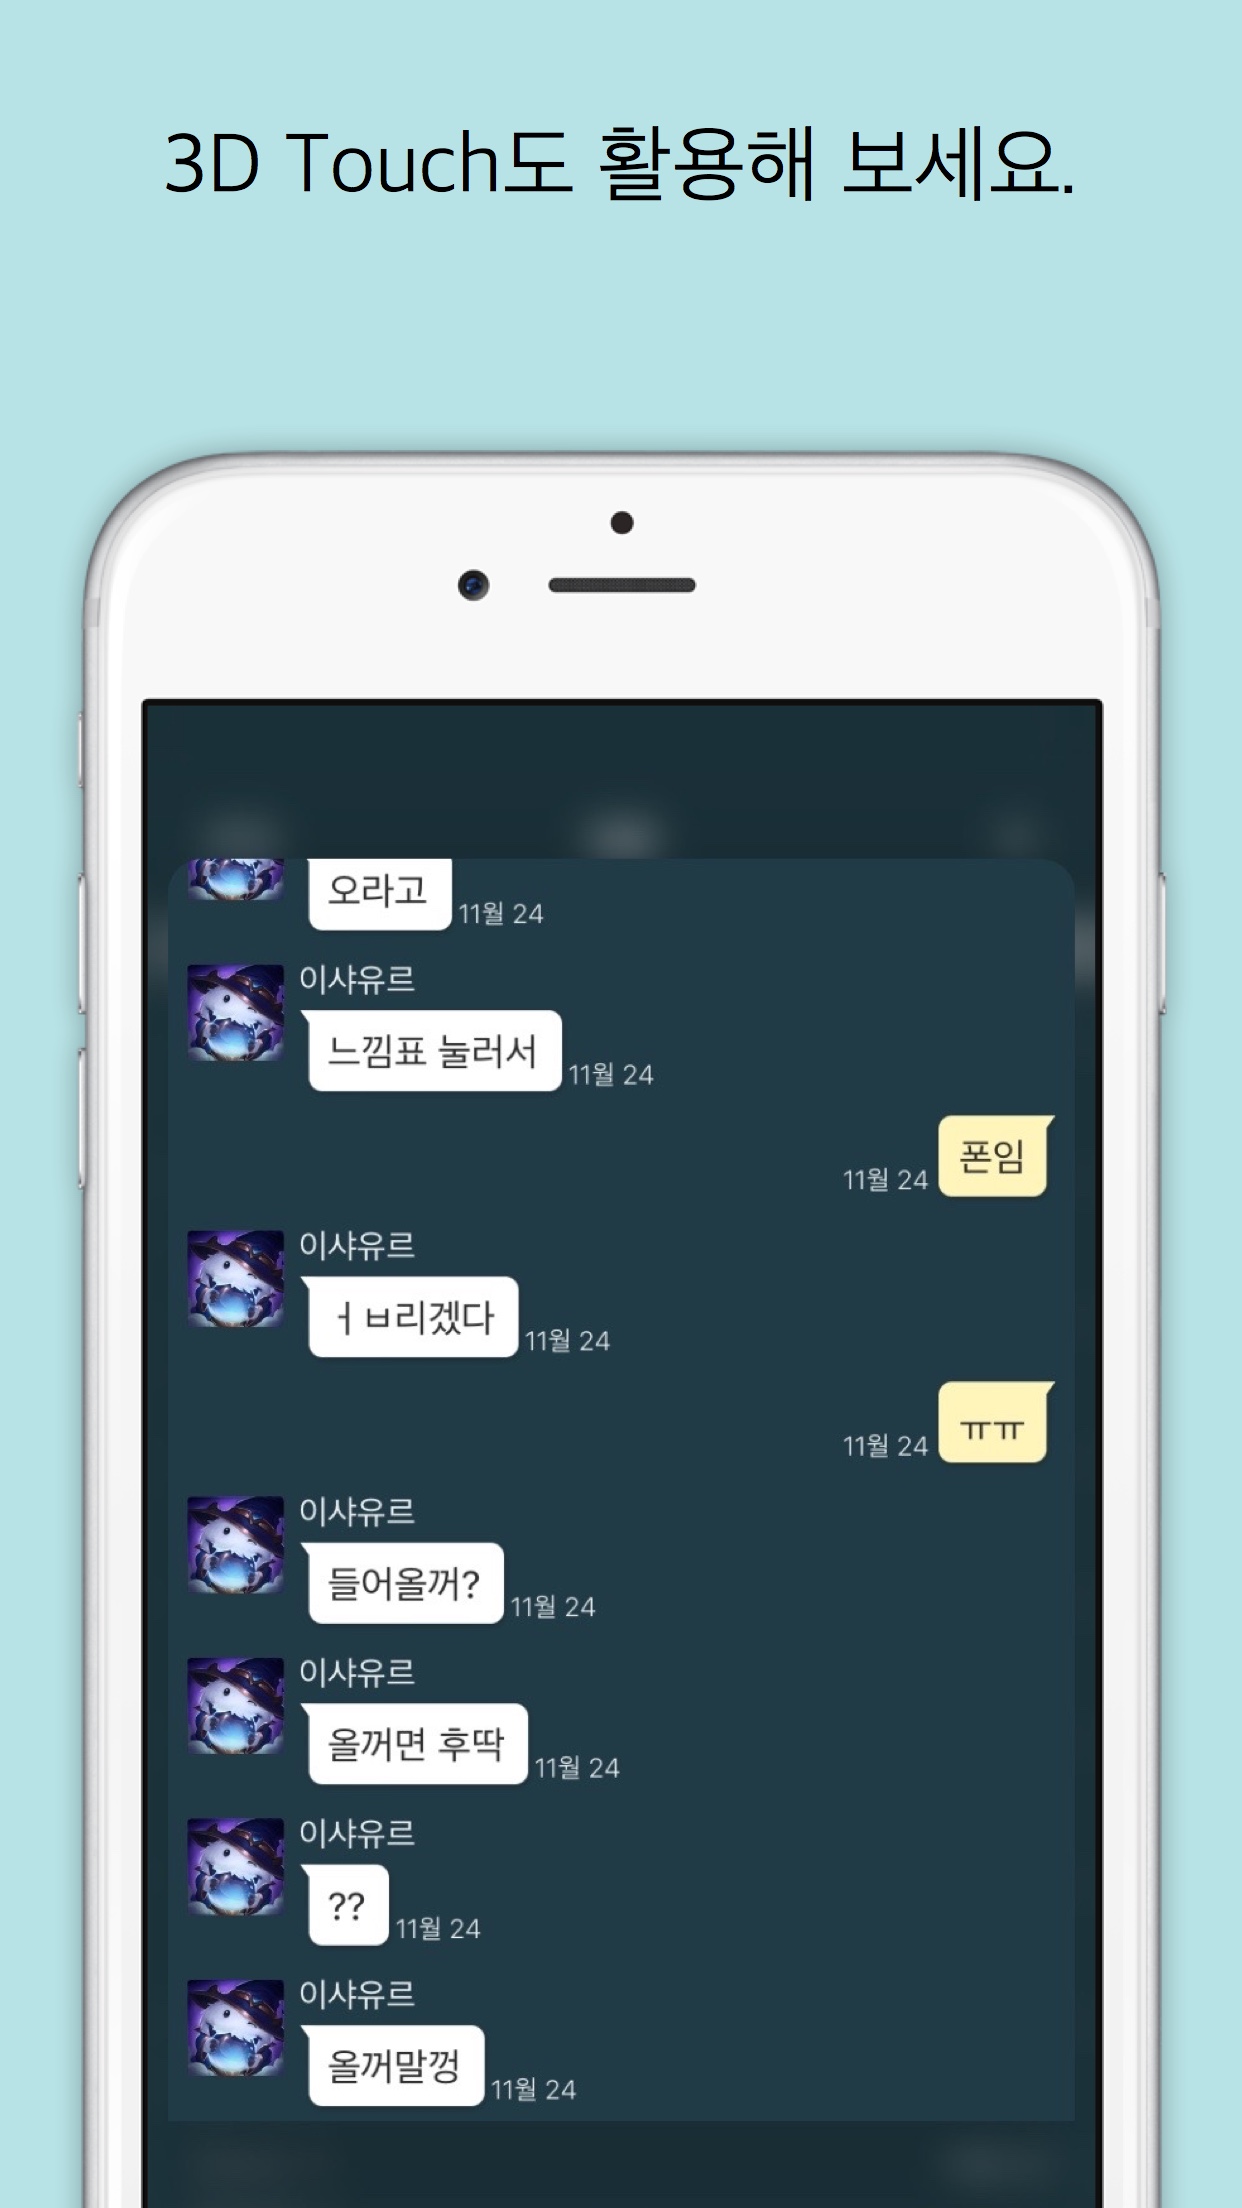 3D Touch도 활용해 보세요.
오라고
11월 24
이샤유르
느낌표 눌러서
11월 24
폰임
11월 24
이샤유르
ㅓㅂ리겠다
11월 24
ㅠㅠ
11월 24
이샤유르
들어올꺼?
11월 24
이샤유르
올꺼면 후딱
11월 24
이샤유르
??
11월 24
이샤유르
올꺼말껑
11월 24